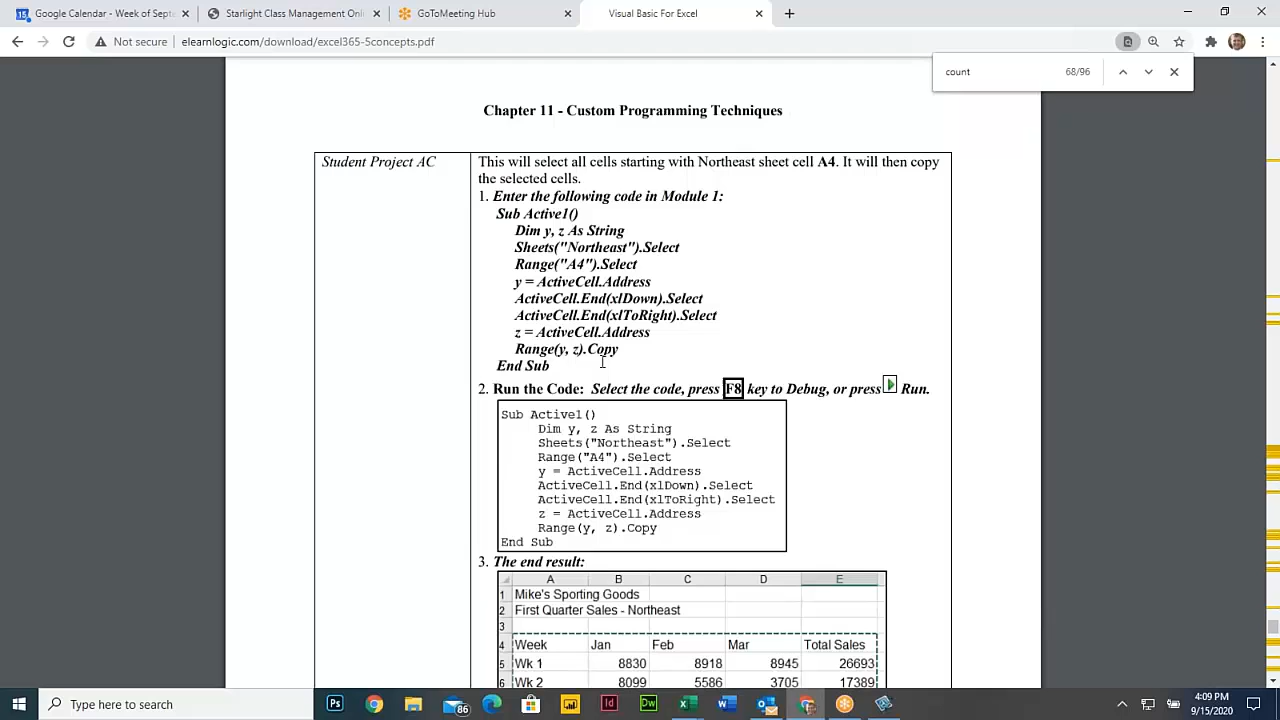 Google Calendar - Week of Septe
Starlight Class Management Onli
GoToMeeting Hub
Visual Basic For Excel
Not secure | elearnlogic.com/download/excel365-5concepts.pdf
count 68/96
Chapter 11 - Custom Programming Techniques
Student Project AC
This will select all cells starting with Northeast sheet cell A4. It will then copy
the selected cells.
1. Enter the following code in Module 1:
Sub Active1()
Dim y, z As String
Sheets("Northeast").Select
Range("A4").Select
y = ActiveCell.Address
ActiveCell.End(xlDown).Select
ActiveCell.End(xlToRight).Select
z = ActiveCell.Address
Range(y, z).Copy
End Sub
2. Run the Code: Select the code, press F8 key to Debug, or press Run.
Sub Active1()
Dim y, z As String
Sheets("Northeast").Select
Range("A4").Select
y = ActiveCell.Address
ActiveCell.End(xlDown).Select
ActiveCell.End(xlToRight).Select
z = ActiveCell.Address
Range(y, z).Copy
End Sub
3. The end result:
A B C D E
1 Mike's Sporting Goods
2 First Quarter Sales - Northeast
3
4 Week Jan Feb Mar Total Sales
5 Wk 1 8830 8918 8945 26693
6 Wk 2 8099 5586 3705 17389
Type here to search
Ps
86
Id
Dw
4:09 PM
9/15/2020